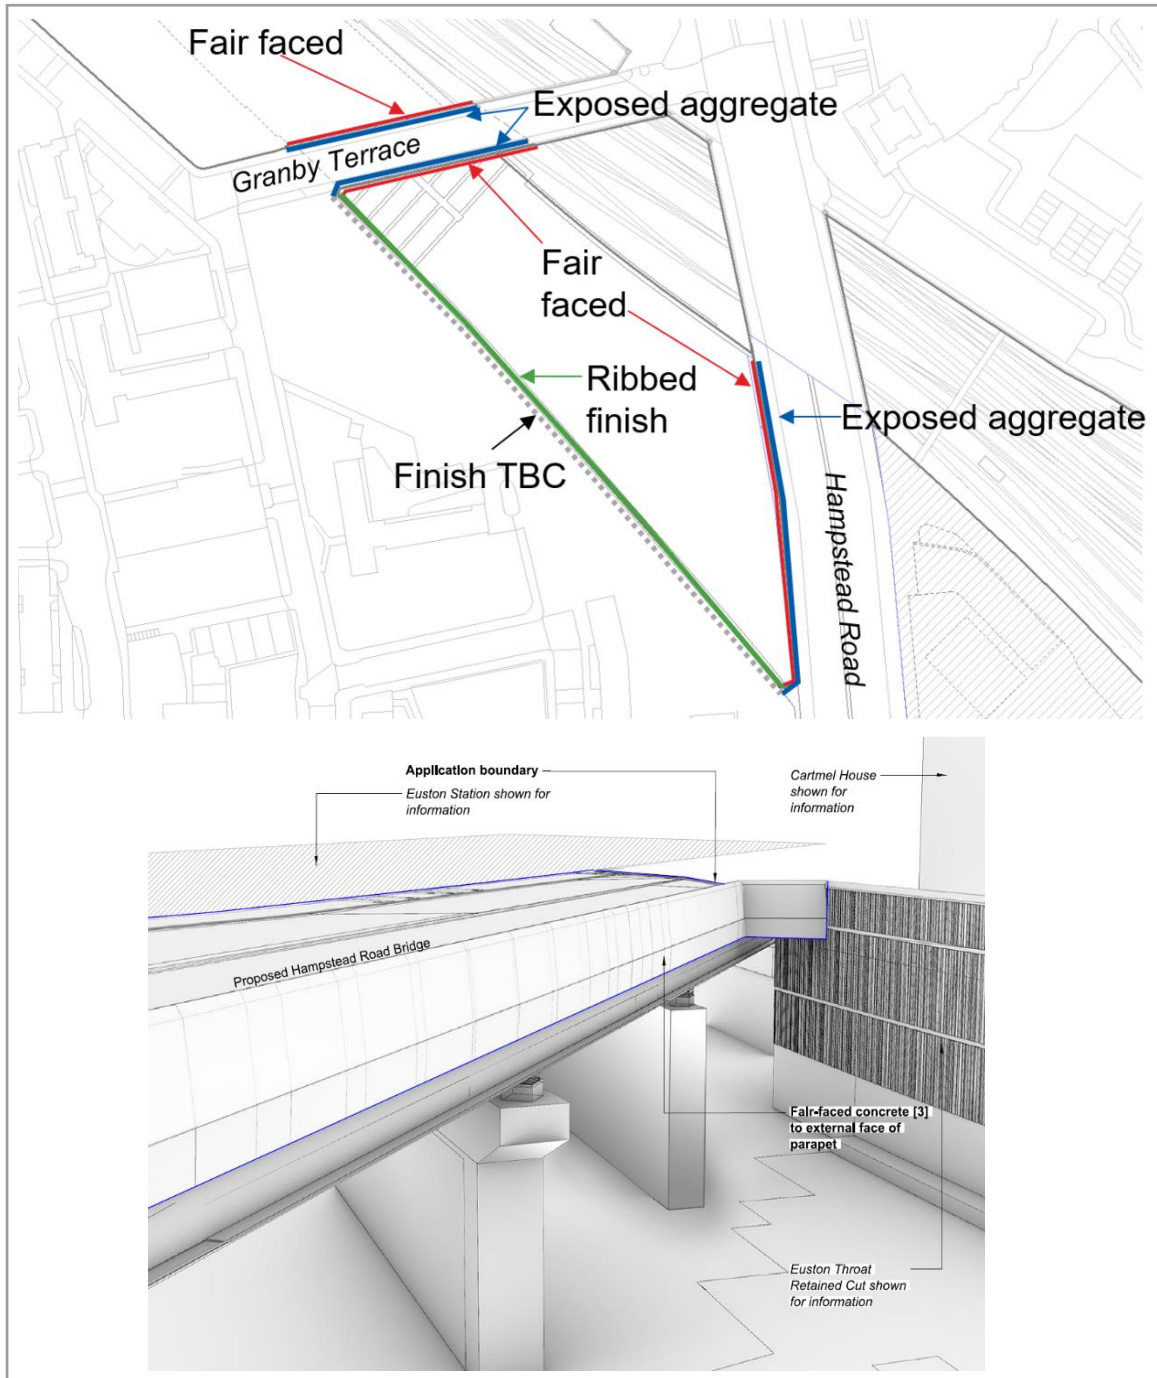 Fair faced
Exposed aggregate
Granby Terrace
Fair
faced
Ribbed
finish
Exposed aggregate
Finish TBC
Hampstead Road
Application boundary
Euston Station shown for
information
Cartmel House
shown for
information
Proposed Hampstead Road Bridge
Fair-faced concrete [3]
to external face of
parapet
Euston Throat
Retained Cut shown
for information